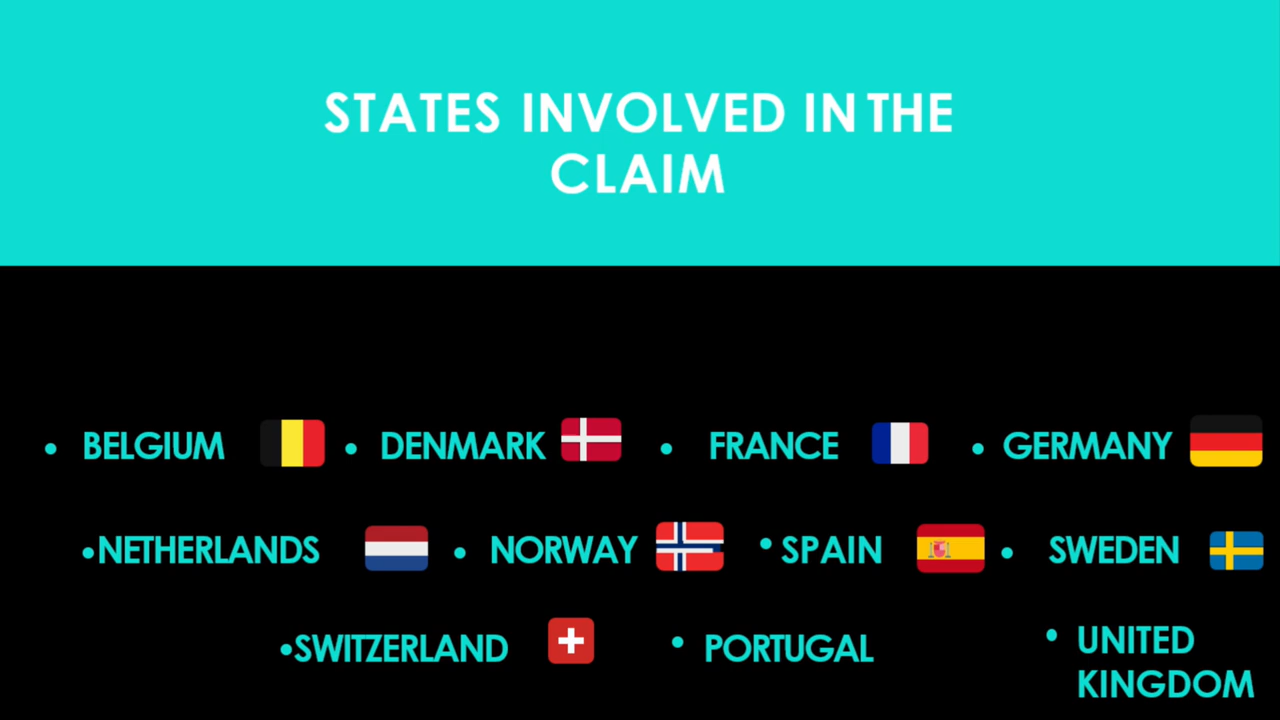 STATES INVOLVED IN THE
CLAIM
• BELGIUM • DENMARK • FRANCE • GERMANY
•NETHERLANDS • NORWAY • SPAIN • SWEDEN
•SWITZERLAND • PORTUGAL • UNITED
KINGDOM